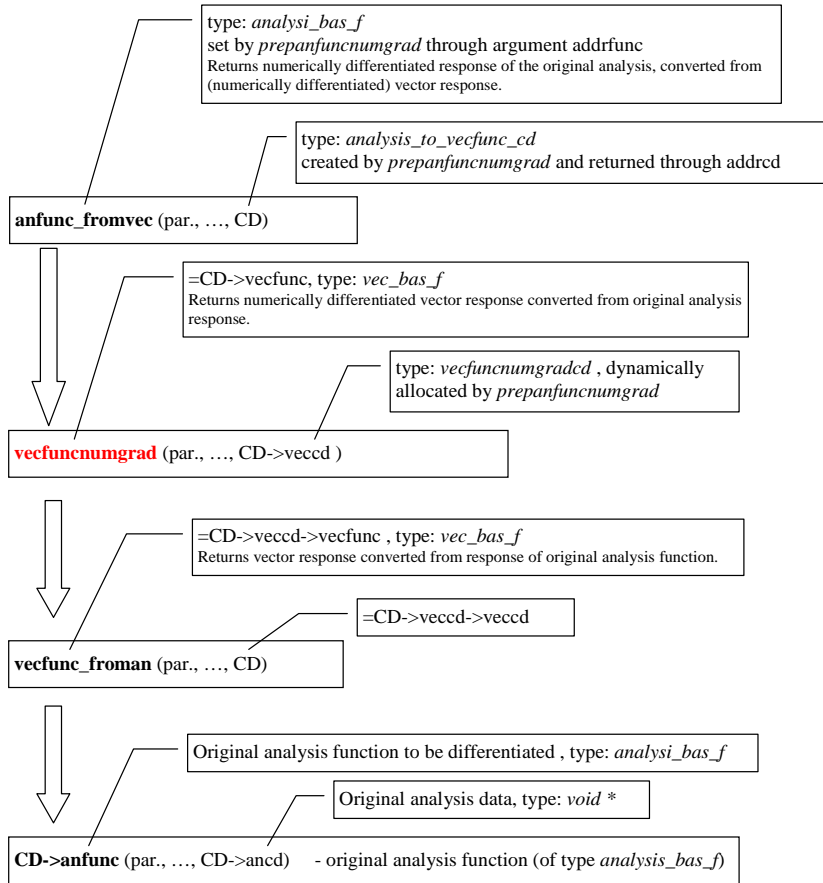 type: analysi_bas_f
set by prepanfuncnumgrad through argument addrfunc
Returns numerically differentiated response of the original analysis, converted from
(numerically differentiated) vector response.
type: analysis_to_vecfunc_cd
created by prepanfuncnumgrad and returned through addrcd
anfunc_fromvec (par., …, CD)
=CD->vecfunc, type: vec_bas_f
Returns numerically differentiated vector response converted from original analysis
response.
type: vecfuncnumgradcd , dynamically
allocated by prepanfuncnumgrad
vecfuncnumgrad (par., …, CD->veccd )
=CD->veccd->vecfunc , type: vec_bas_f
Returns vector response converted from response of original analysis function.
=CD->veccd->veccd
vecfunc_froman (par., …, CD)
Original analysis function to be differentiated , type: analysi_bas_f
Original analysis data, type: void *
CD->anfunc (par., …, CD->ancd) - original analysis function (of type analysis_bas_f)